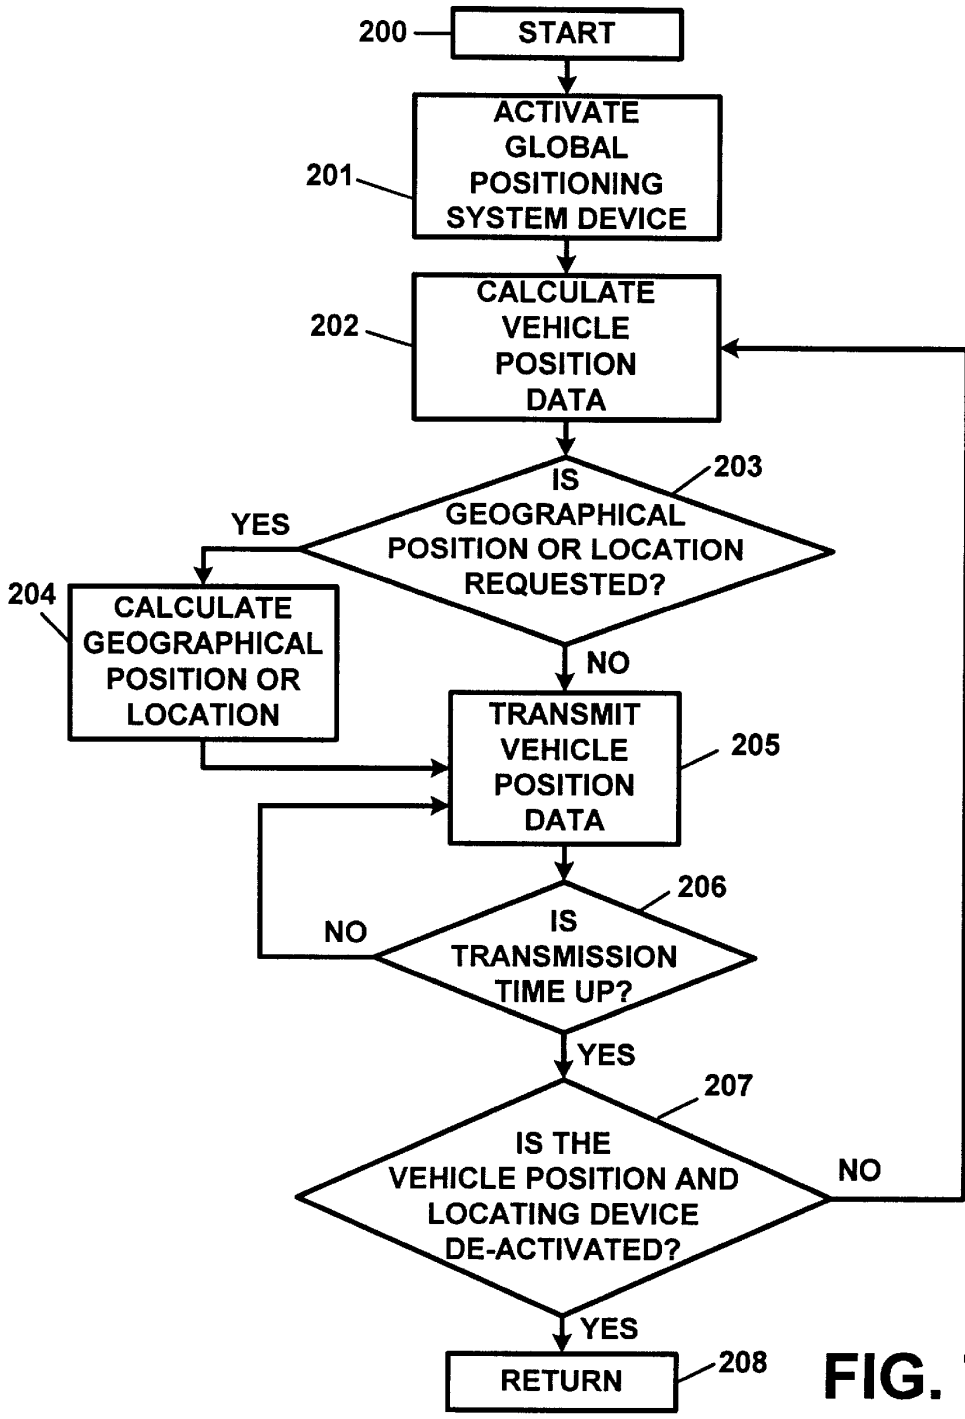 200
START
ACTIVATE
GLOBAL
POSITIONING
SYSTEM DEVICE
201
CALCULATE
VEHICLE
POSITION
DATA
202
203
IS
GEOGRAPHICAL
POSITION OR LOCATION
REQUESTED?
YES
204
CALCULATE
GEOGRAPHICAL
POSITION OR
LOCATION
NO
TRANSMIT
VEHICLE
POSITION
DATA
205
206
IS
TRANSMISSION
TIME UP?
NO
YES
207
IS THE
VEHICLE POSITION AND
LOCATING DEVICE
DE-ACTIVATED?
NO
YES
RETURN
208
FIG.